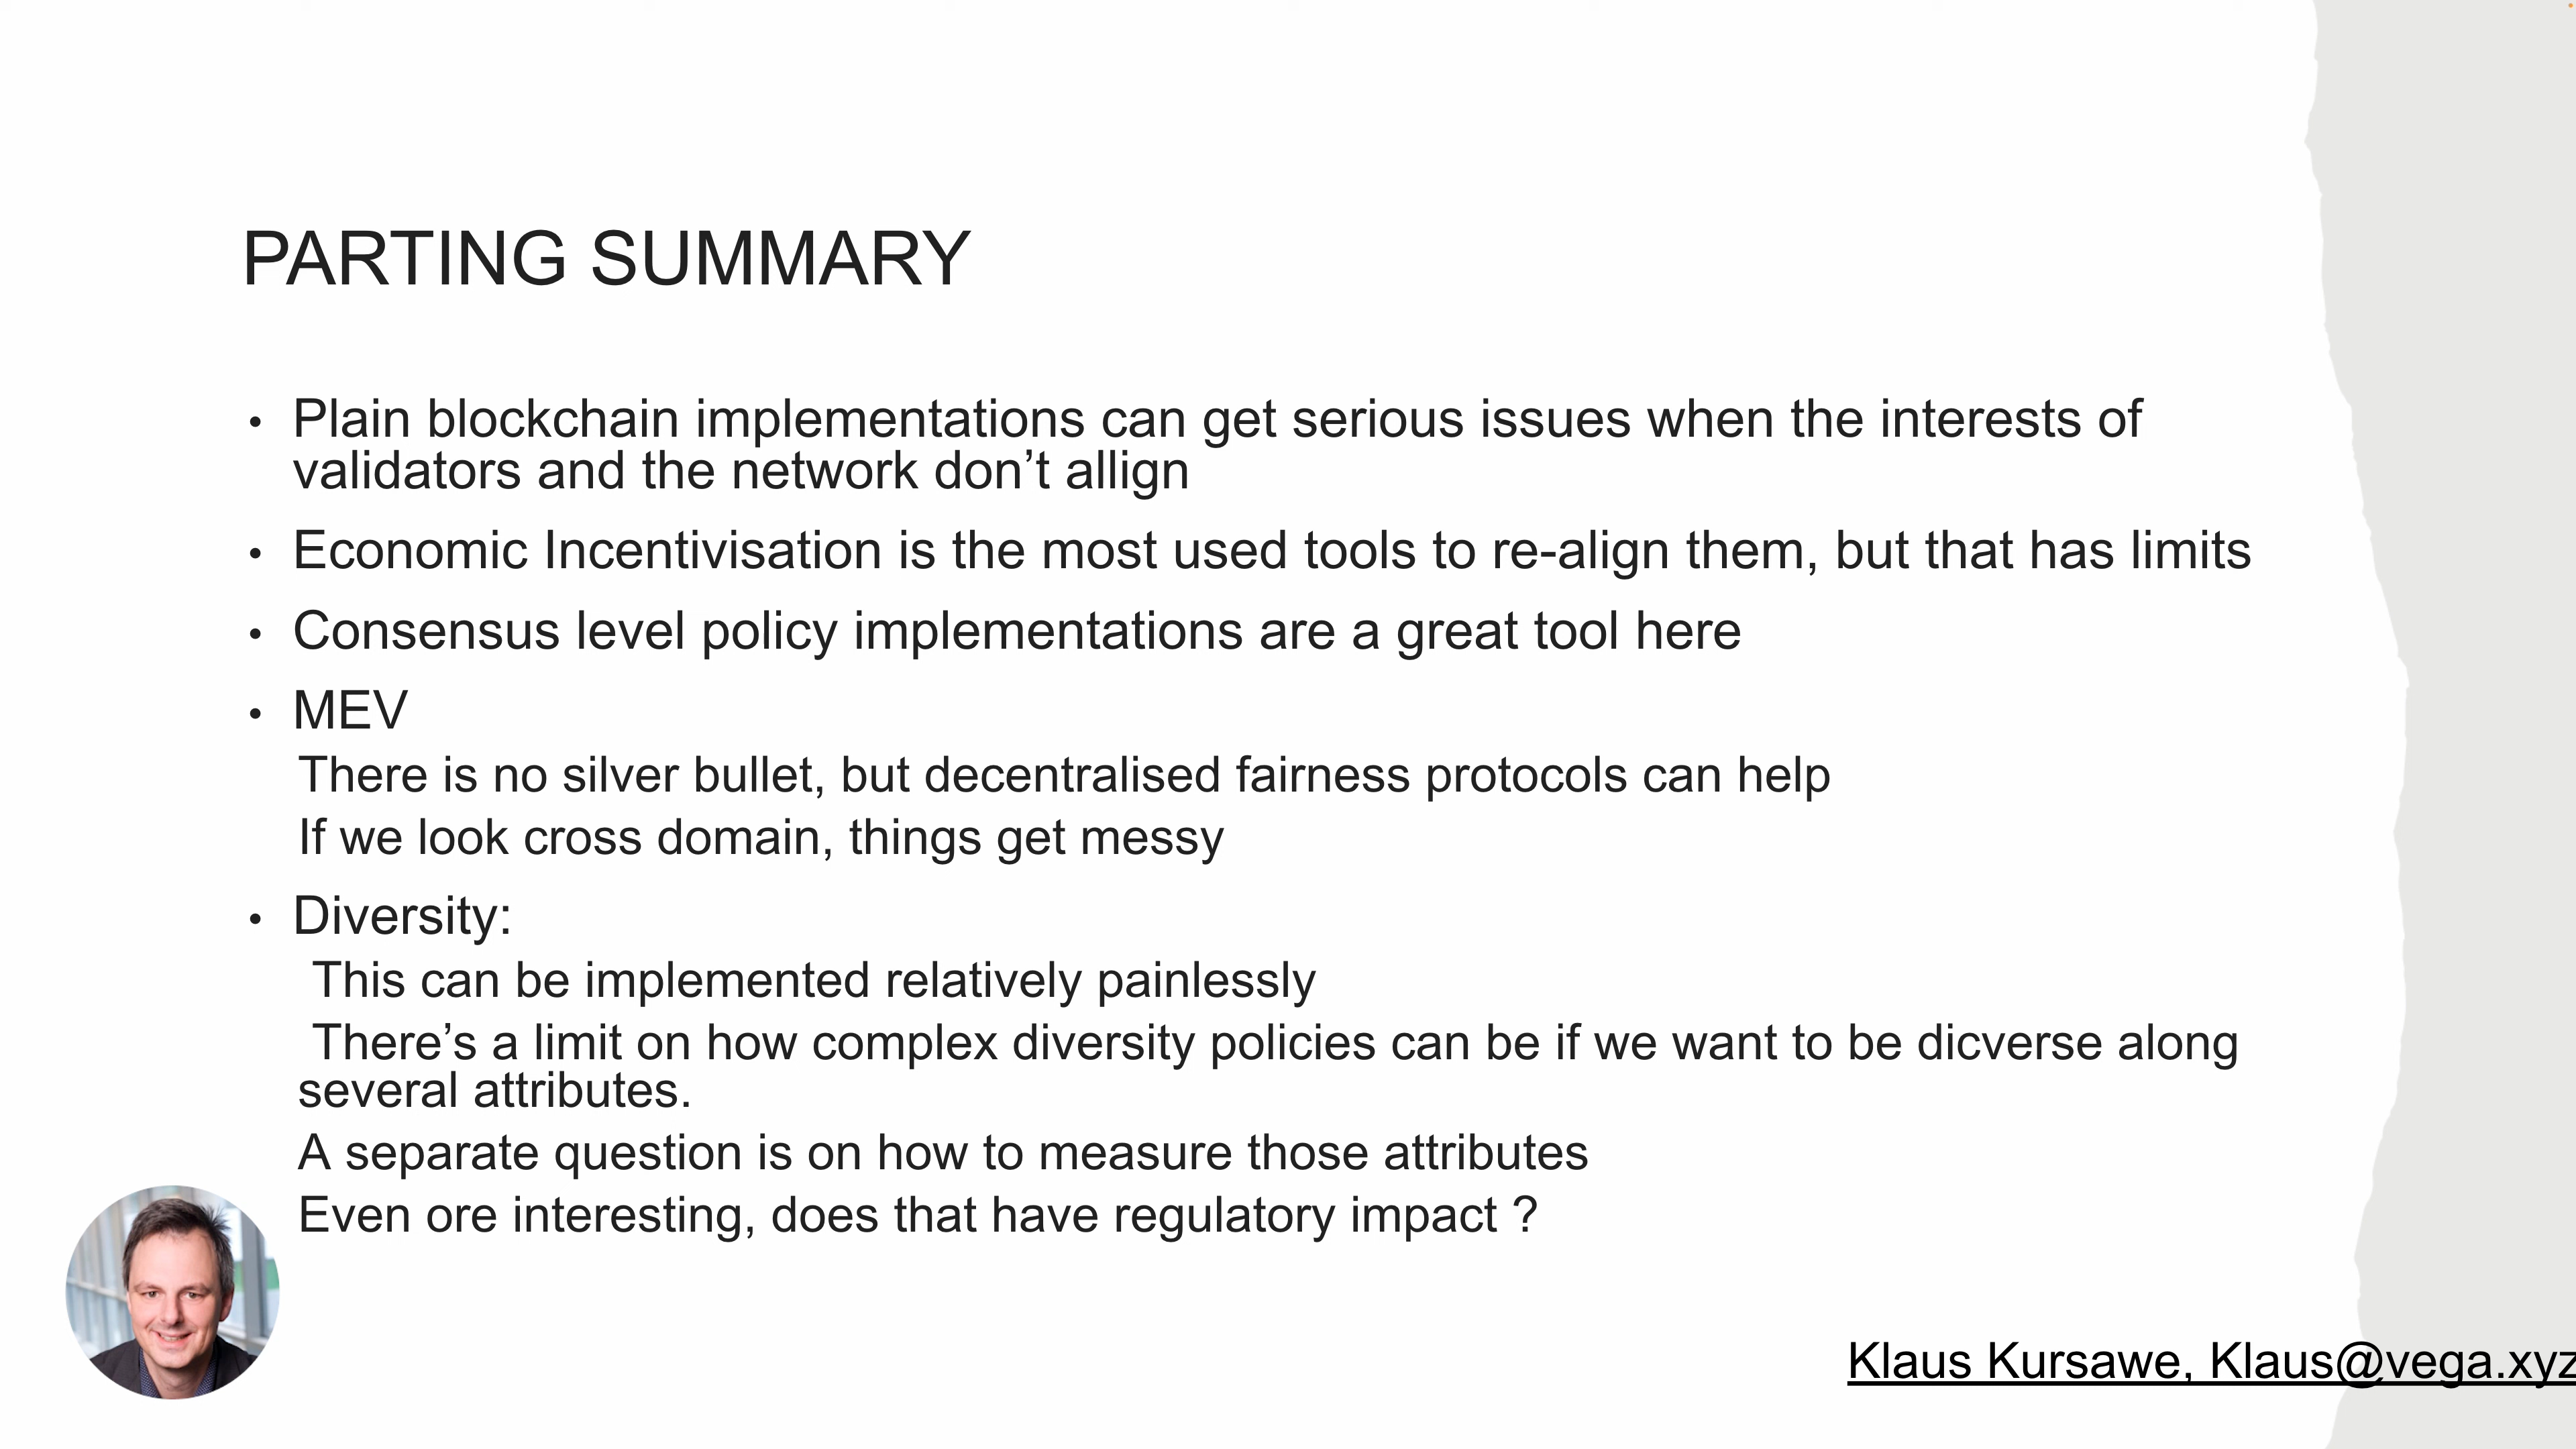 PARTING SUMMARY
• Plain blockchain implementations can get serious issues when the interests of
validators and the network don’t allign
• Economic Incentivisation is the most used tools to re-align them, but that has limits
• Consensus level policy implementations are a great tool here
• MEV
There is no silver bullet, but decentralised fairness protocols can help
If we look cross domain, things get messy
• Diversity:
This can be implemented relatively painlessly
There’s a limit on how complex diversity policies can be if we want to be dicverse along
several attributes.
A separate question is on how to measure those attributes
Even ore interesting, does that have regulatory impact ?
Klaus Kursawe, Klaus@vega.xyz